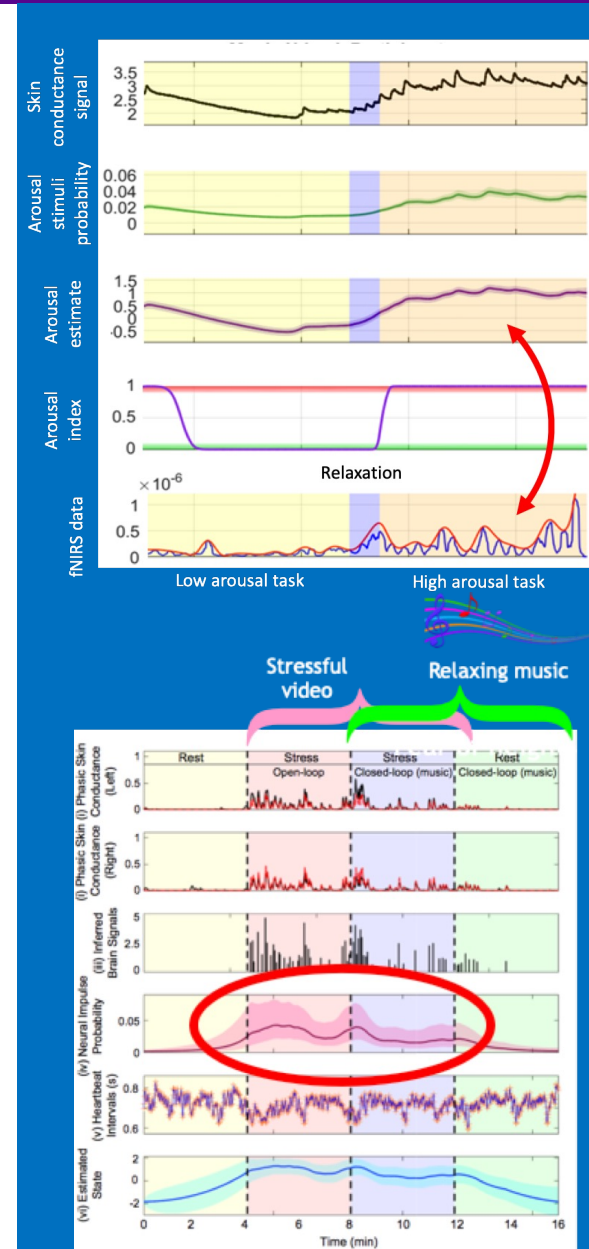 Skin
conductance
signal
3.5
3
2.5
2
Arousal
stimuli
probability
0.06
0.04
0.02
0
Arousal
estimate
1.5
1
0.5
0
-0.5
Arousal
index
1
0.5
0
Relaxation
fNIRS data
× 10-6
1
0.5
0
Low arousal task
High arousal task
Stressful
video
Relaxing music
Rest
Stress
Stress
Rest
Open-loop
Closed-loop (music)
Closed-loop (music)
(i) Phasic Skin
Conductance
(Left)
1
0.5
0
(i) Phasic Skin
Conductance
(Right)
1
0.5
0
(iii) Inferred
Brain Signals
5
2.5
0
(iv) Neural Impulse
Probability
0.05
0
(v) Heartbeat
Intervals (s)
0.8
0.6
(vi) Estimated
State
2
0
-2
0 2 4 6 8 10 12 14 16
Time (min)